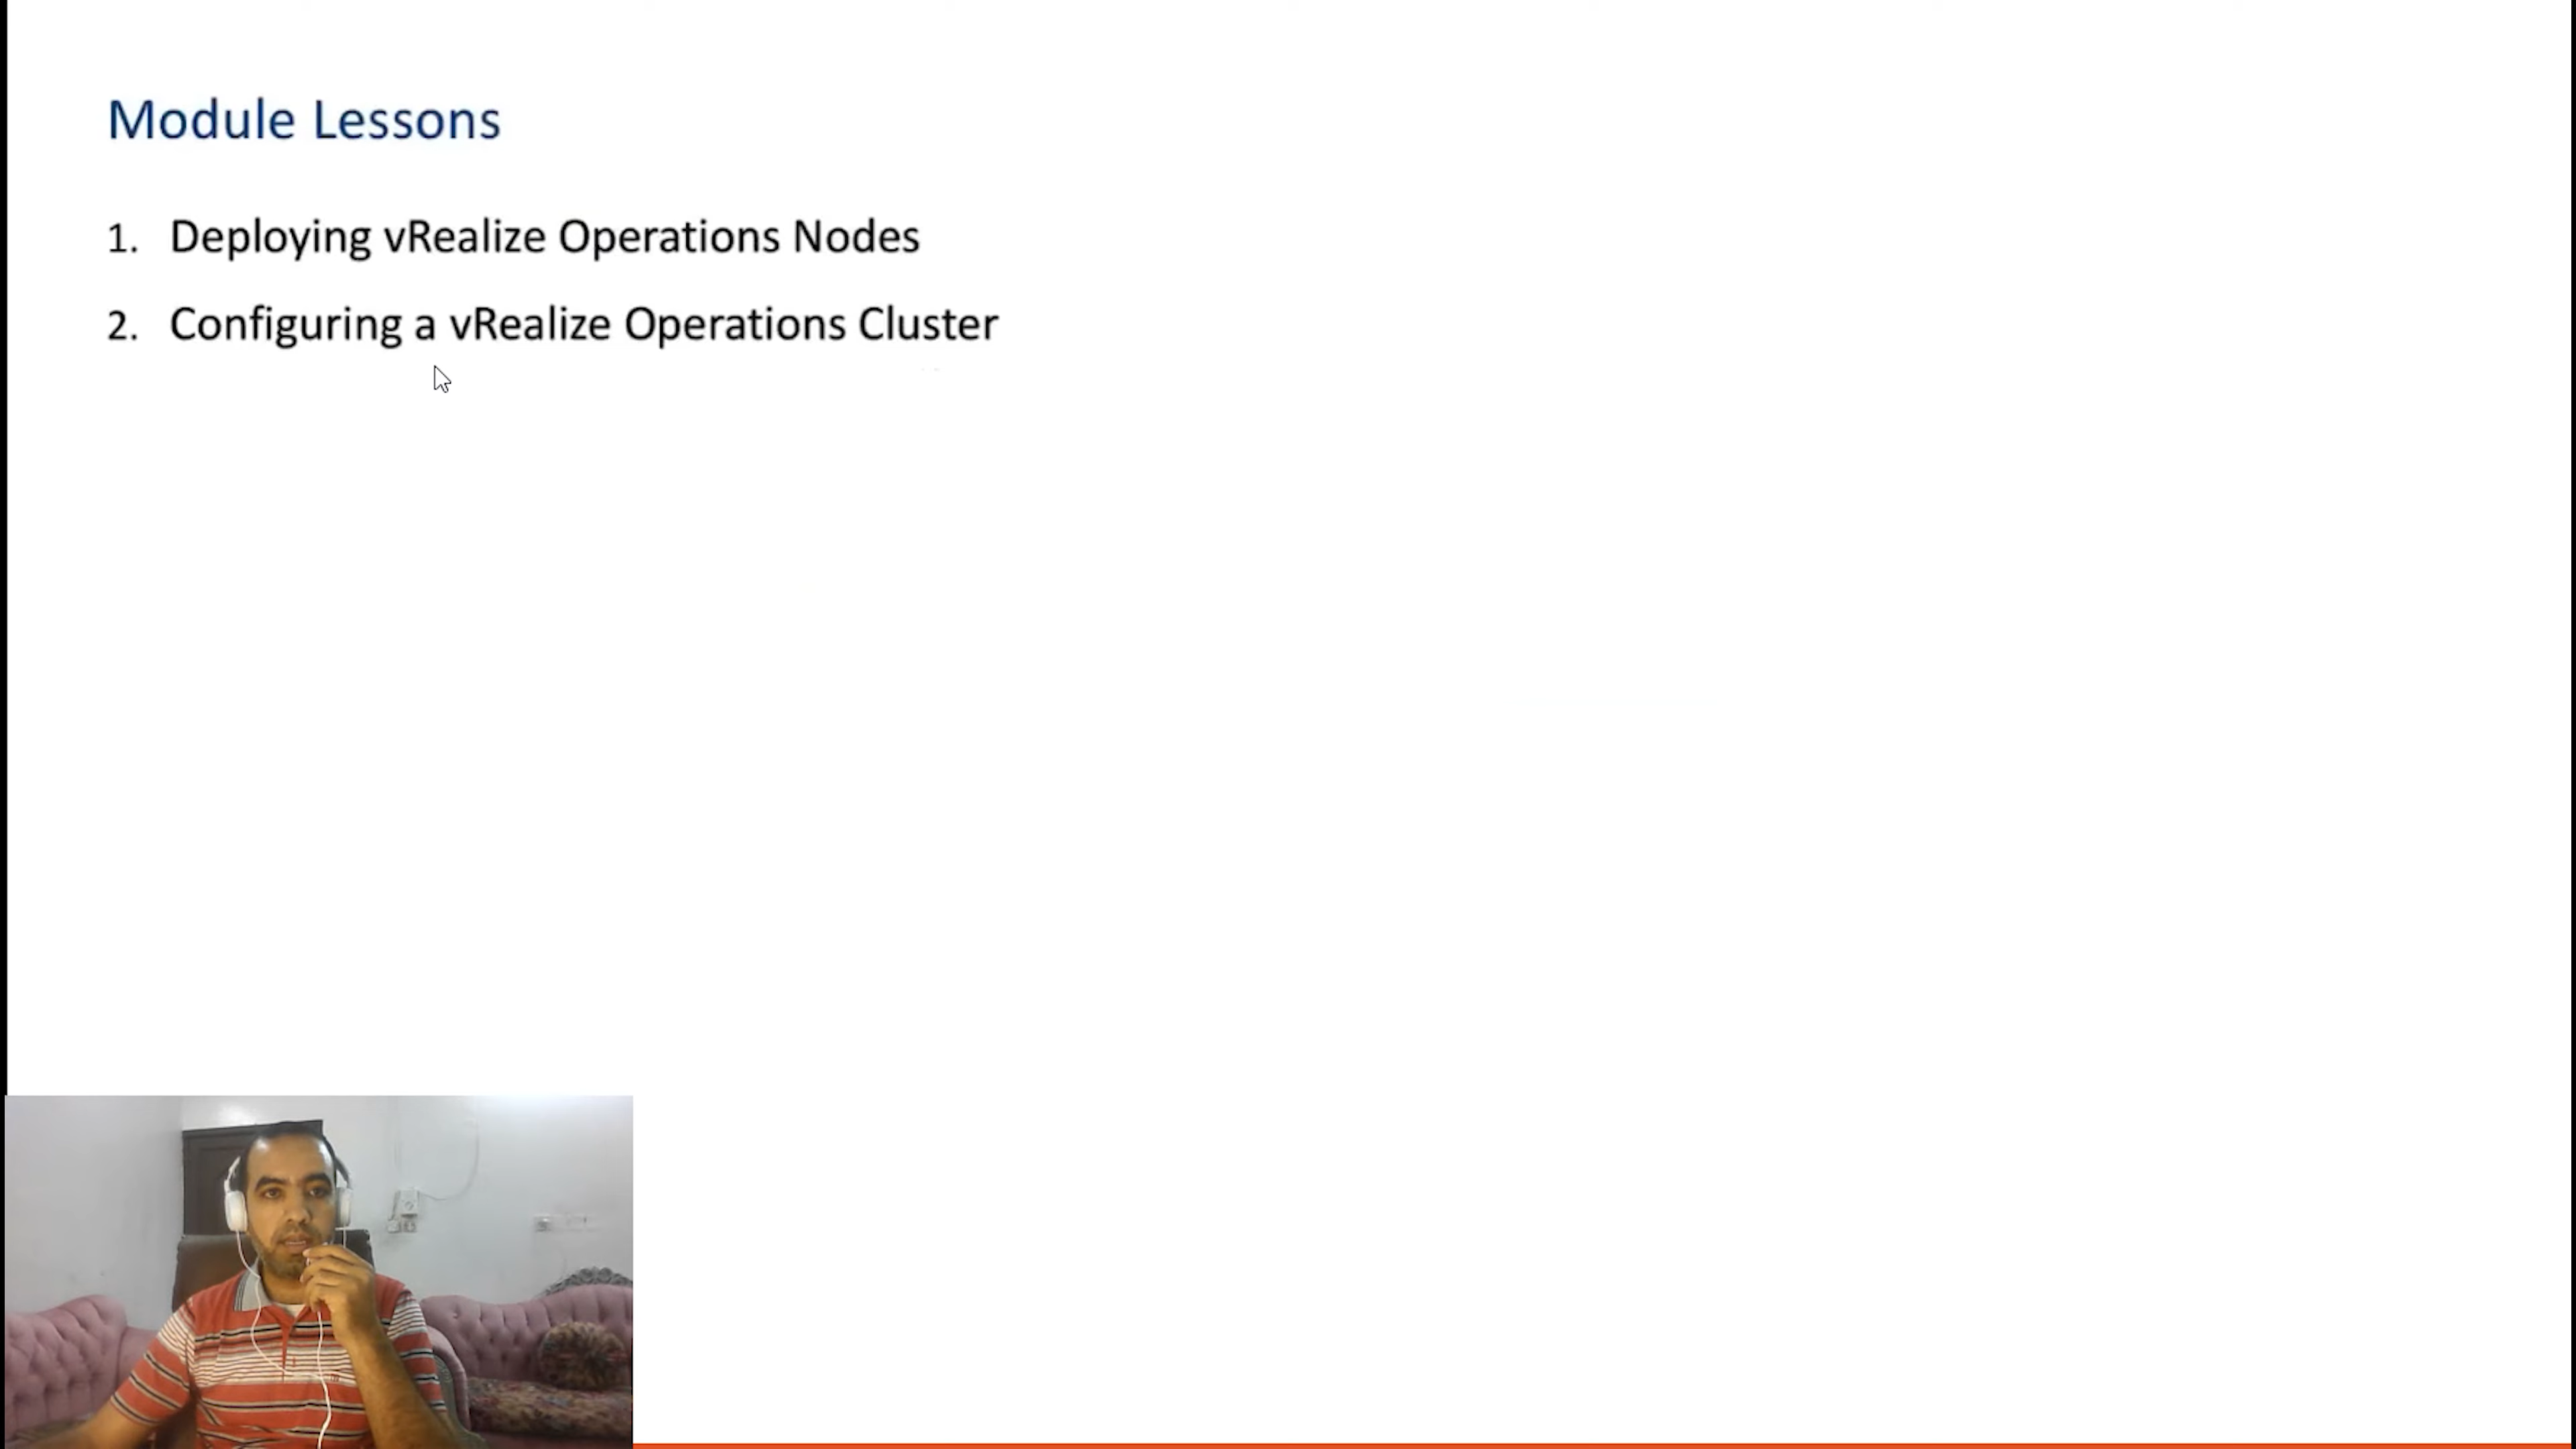 Module Lessons
1. Deploying vRealize Operations Nodes
2. Configuring a vRealize Operations Cluster